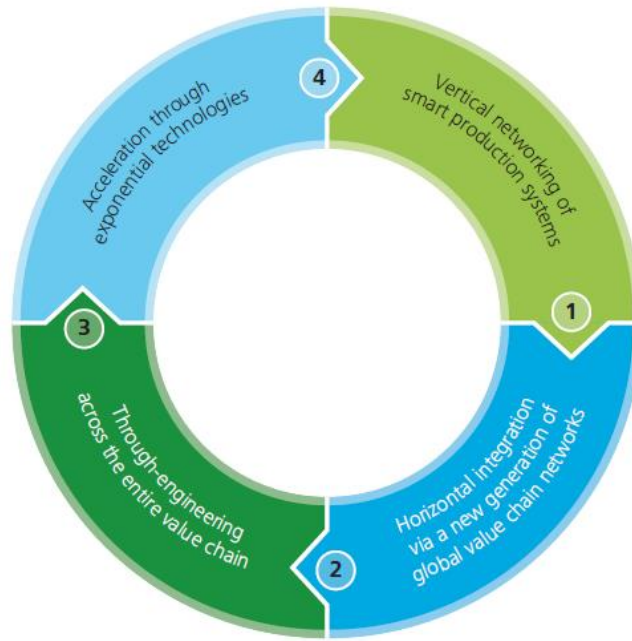 Vertical networking of
smart production systems
1
Horizontal integration
via a new generation of
global value chain networks
2
Through-engineering
across the entire value chain
3
Acceleration through
exponential technologies
4